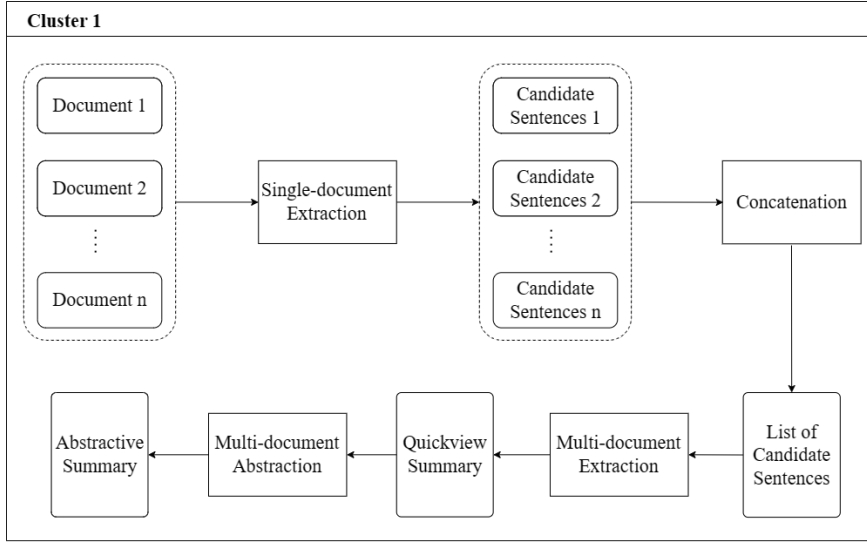 Cluster 1
Document 1
Document 2
Document n
Single-document
Extraction
Candidate
Sentences 1
Candidate
Sentences 2
Candidate
Sentences n
Concatenation
List of
Candidate
Sentences
Multi-document
Extraction
Quickview
Summary
Multi-document
Abstraction
Abstractive
Summary